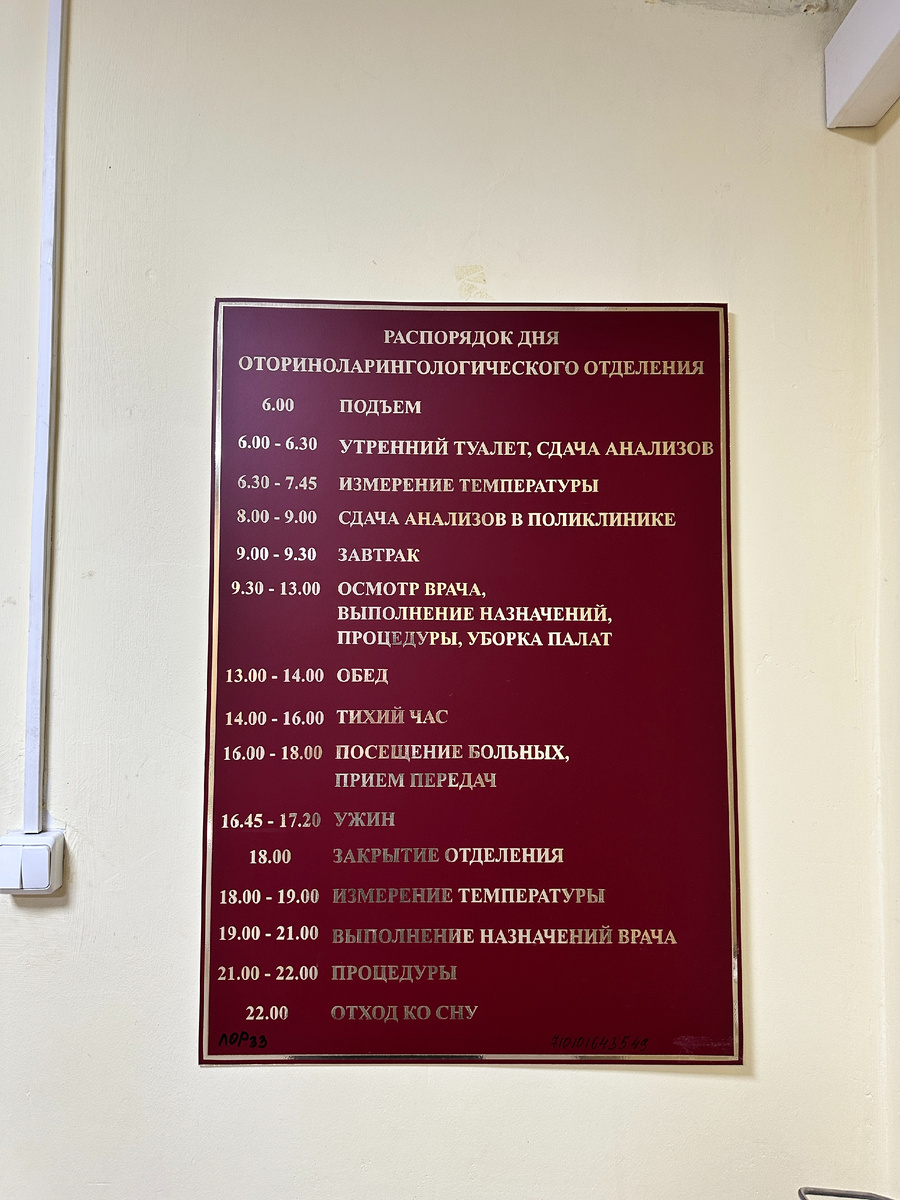 РАСПОРЯДОК ДНЯ
ОТОРИНОЛАРИНГОЛОГИЧЕСКОГО ОТДЕЛЕНИЯ
6.00 ПОДЪЕМ
6.00 - 6.30 УТРЕННИЙ ТУАЛЕТ, СДАЧА АНАЛИЗОВ
6.30 - 7.45 ИЗМЕРЕНИЕ ТЕМПЕРАТУРЫ
8.00 - 9.00 СДАЧА АНАЛИЗОВ В ПОЛИКЛИНИКЕ
9.00 - 9.30 ЗАВТРАК
9.30 - 13.00 ОСМОТР ВРАЧА,
ВЫПОЛНЕНИЕ НАЗНАЧЕНИЙ,
ПРОЦЕДУРЫ, УБОРКА ПАЛАТ
13.00 - 14.00 ОБЕД
14.00 - 16.00 ТИХИЙ ЧАС
16.00 - 18.00 ПОСЕЩЕНИЕ БОЛЬНЫХ,
ПРИЕМ ПЕРЕДАЧ
16.45 - 17.20 УЖИН
18.00 ЗАКРЫТИЕ ОТДЕЛЕНИЯ
18.00 - 19.00 ИЗМЕРЕНИЕ ТЕМПЕРАТУРЫ
19.00 - 21.00 ВЫПОЛНЕНИЕ НАЗНАЧЕНИЙ ВРАЧА
21.00 - 22.00 ПРОЦЕДУРЫ
22.00 ОТХОД КО СНУ
ЛОР33